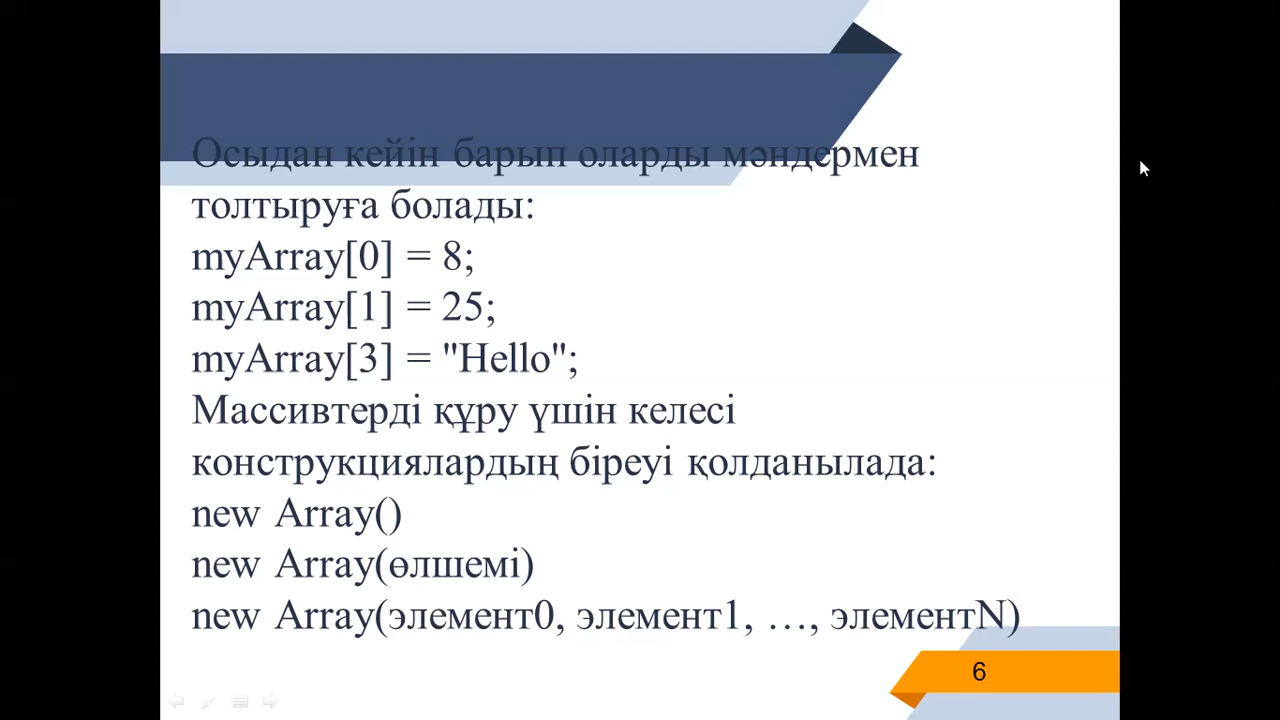 Осыдан кейін барып оларды мәндермен
толтыруға болады:
myArray[0] = 8;
myArray[1] = 25;
myArray[3] = "Hello";
Массивтерді құру үшін келесі
конструкциялардың біреуі қолданылада:
new Array()
new Array(өлшемі)
new Array(элемент0, элемент1, …, элементN)
6